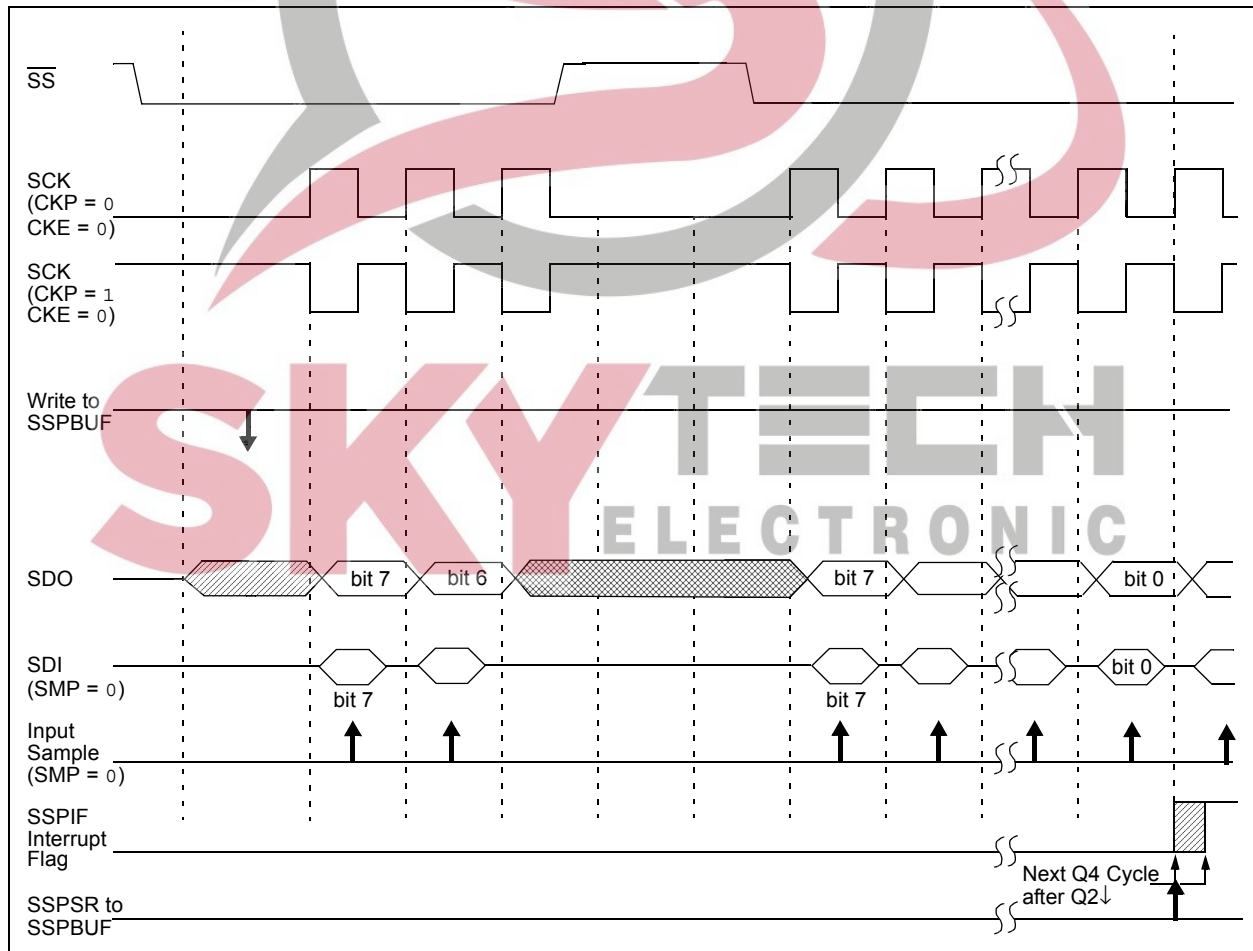 SS
SCK
(CKP = 0
CKE = 0)
SCK
(CKP = 1
CKE = 0)
Write to
SSPBUF
SKYTECH
ELECTRONIC
SDO
bit 7
bit 6
bit 7
bit 0
SDI
(SMP = 0)
bit 7
bit 7
bit 0
Input
Sample
(SMP = 0)
SSPIF
Interrupt
Flag
Next Q4 Cycle
after Q2↓
SSPSR to
SSPBUF